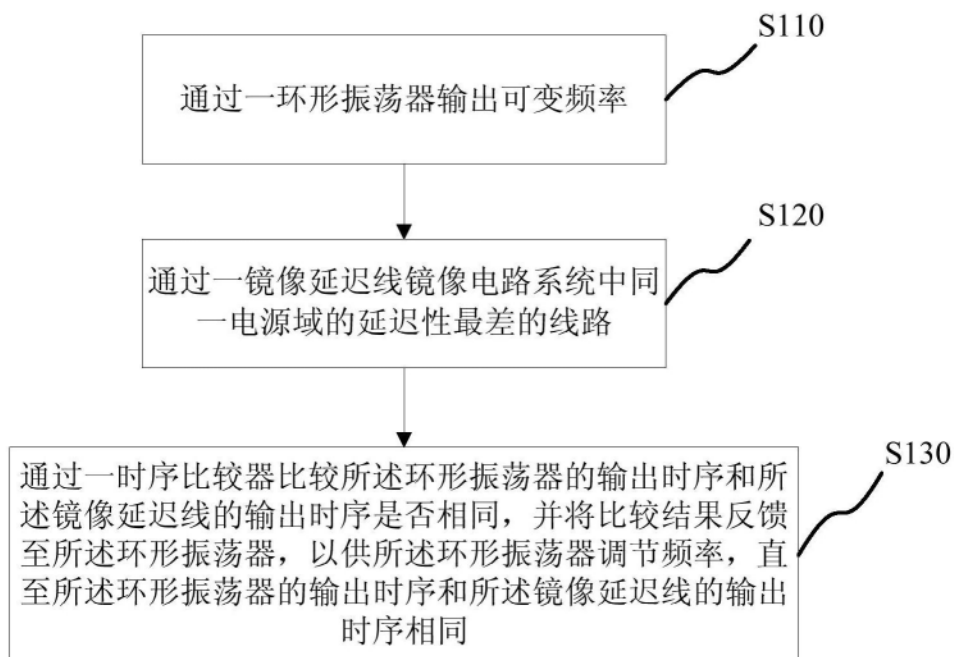 S110
通过一环形振荡器输出可变频率
S120
通过一镜像延迟线镜像电路系统中同
一电源域的延迟性最差的线路
S130
通过一时序比较器比较所述环形振荡器的输出时序和所
述镜像延迟线的输出时序是否相同，并将比较结果反馈
至所述环形振荡器，以供所述环形振荡器调节频率，直
至所述环形振荡器的输出时序和所述镜像延迟线的输出
时序相同